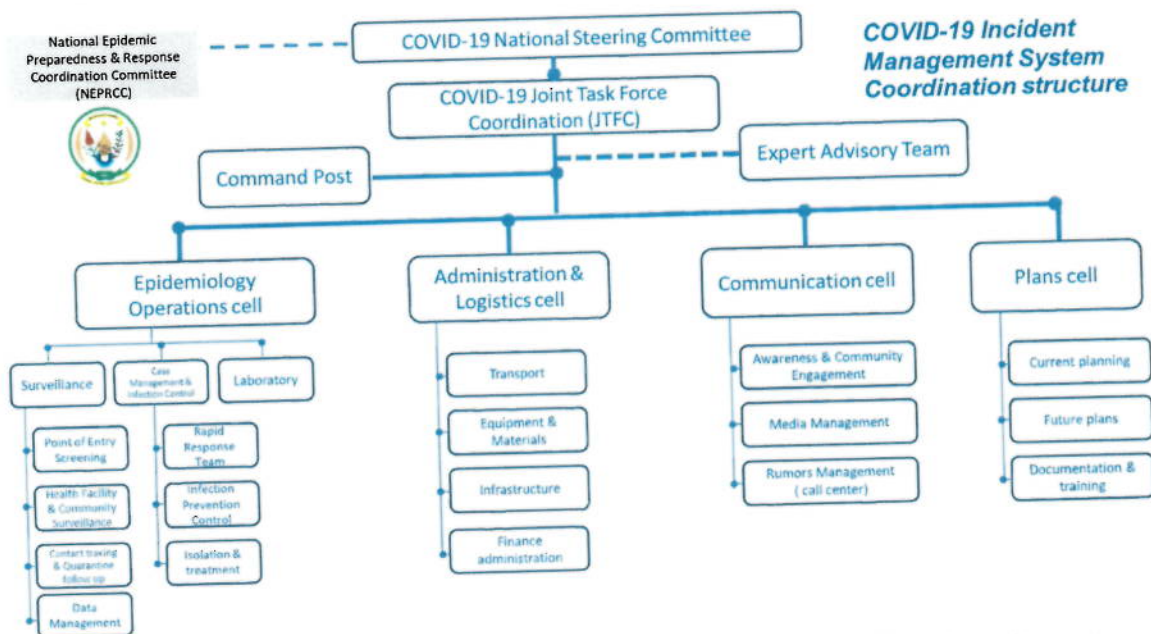 National Epidemic
Preparedness & Response
Coordination Committee
(NEPRCC)
COVID-19 National Steering Committee
COVID-19 Incident
Management System
Coordination structure
COVID-19 Joint Task Force
Coordination (JTFC)
Command Post
Expert Advisory Team
Epidemiology
Operations cell
Administration &
Logistics cell
Communication cell
Plans cell
Surveillance
Case
Management &
Infection Control
Laboratory
Point of Entry
Screening
Health Facility
& Community
Surveillance
Contact tracing
& Quarantine
follow up
Data
Management
Rapid
Response
Team
Infection
Prevention
Control
Isolation &
treatment
Transport
Equipment &
Materials
Infrastructure
Finance
administration
Awareness & Community
Engagement
Media Management
Rumors Management
( call center)
Current planning
Future plans
Documentation &
training